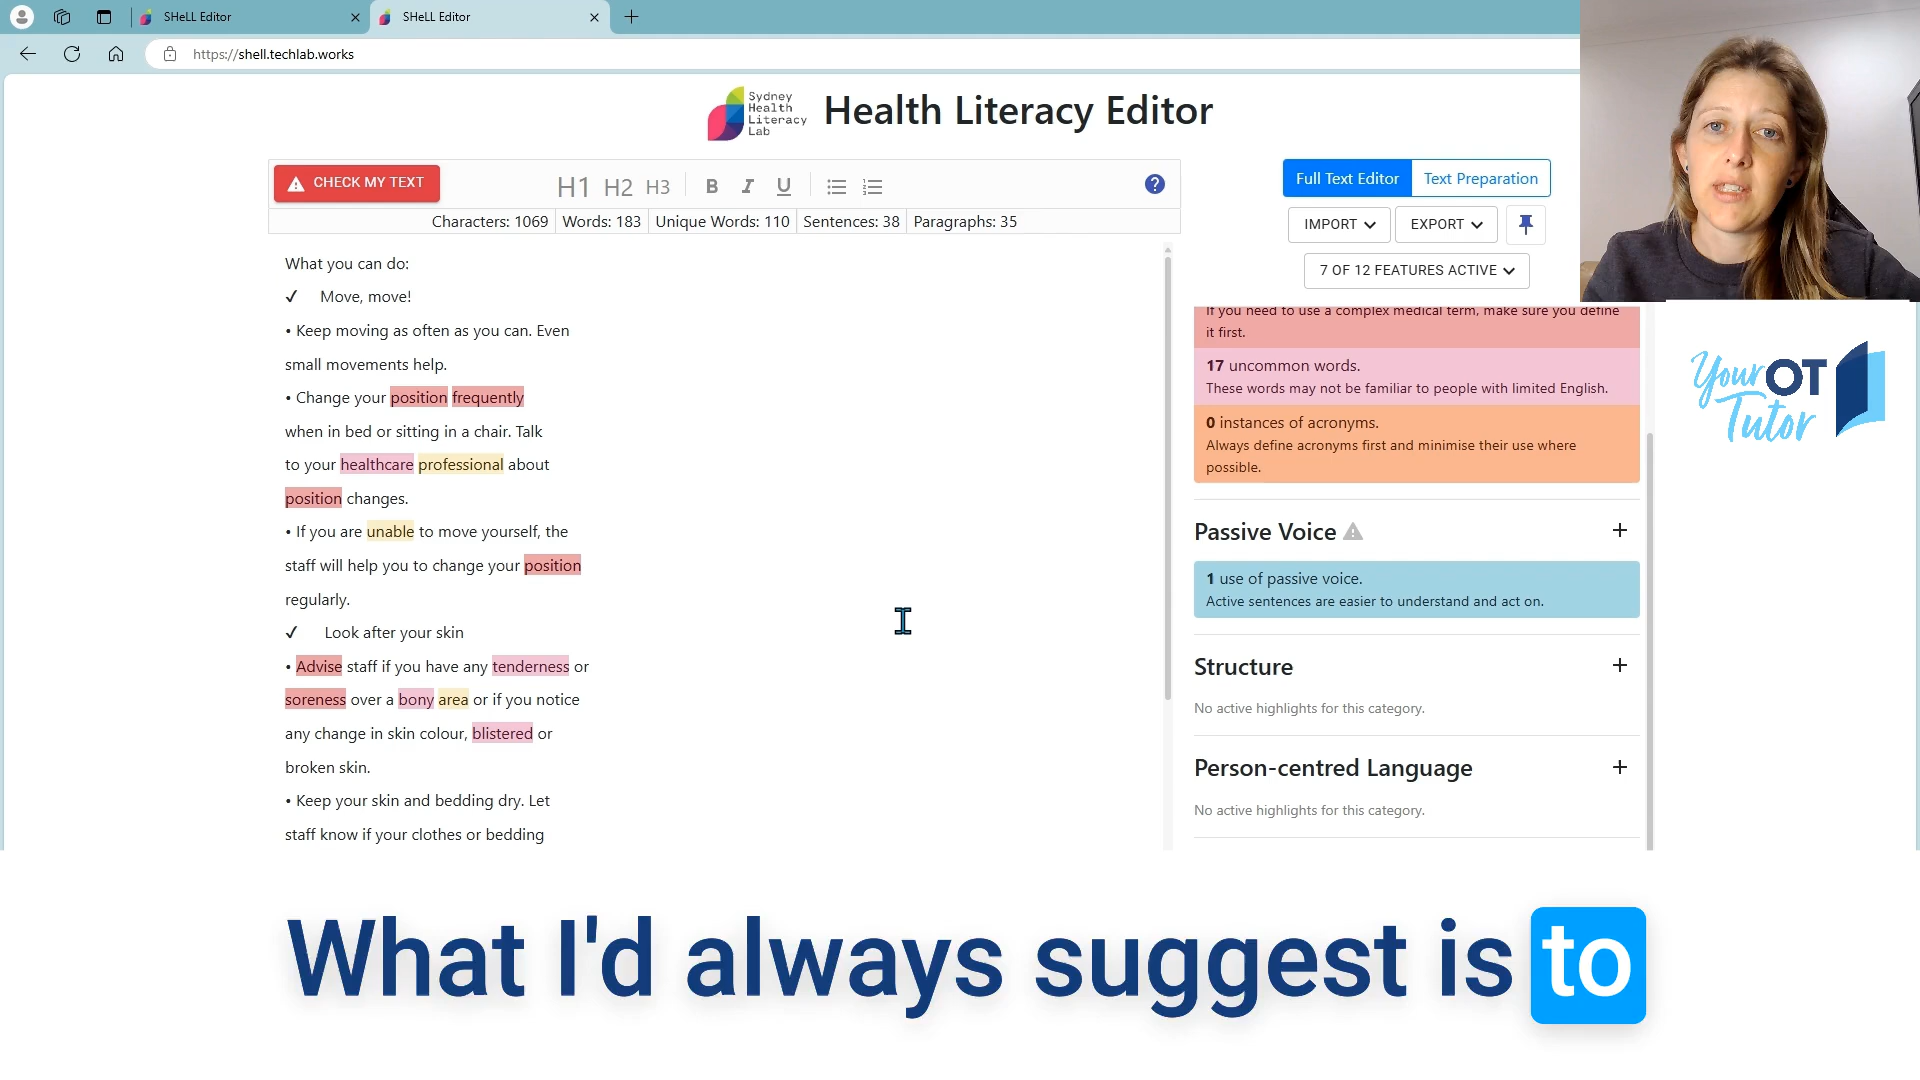 SHeLL Editor
SHeLL Editor
https://shell.techlab.works
Sydney
Health
Literacy
Lab
Health Literacy Editor
CHECK MY TEXT
H1 H2 H3 B I U
?
Characters: 1069 Words: 183 Unique Words: 110 Sentences: 38 Paragraphs: 35
Full Text Editor Text Preparation
IMPORT EXPORT
7 OF 12 FEATURES ACTIVE
What you can do:
✓ Move, move!
• Keep moving as often as you can. Even
small movements help.
• Change your position frequently
when in bed or sitting in a chair. Talk
to your healthcare professional about
position changes.
• If you are unable to move yourself, the
staff will help you to change your position
regularly.
✓ Look after your skin
• Advise staff if you have any tenderness or
soreness over a bony area or if you notice
any change in skin colour, blistered or
broken skin.
• Keep your skin and bedding dry. Let
staff know if your clothes or bedding
If you need to use a complex medical term, make sure you define
it first.
17 uncommon words.
These words may not be familiar to people with limited English.
0 instances of acronyms.
Always define acronyms first and minimise their use where
possible.
Passive Voice
1 use of passive voice.
Active sentences are easier to understand and act on.
Structure
No active highlights for this category.
Person-centred Language
No active highlights for this category.
Your OT
Tutor
What I'd always suggest is to